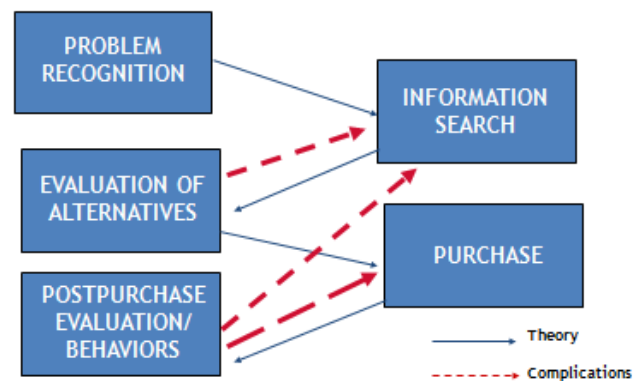 PROBLEM
RECOGNITION
INFORMATION
SEARCH
EVALUATION OF
ALTERNATIVES
PURCHASE
POSTPURCHASE
EVALUATION/
BEHAVIORS
Theory
Complications